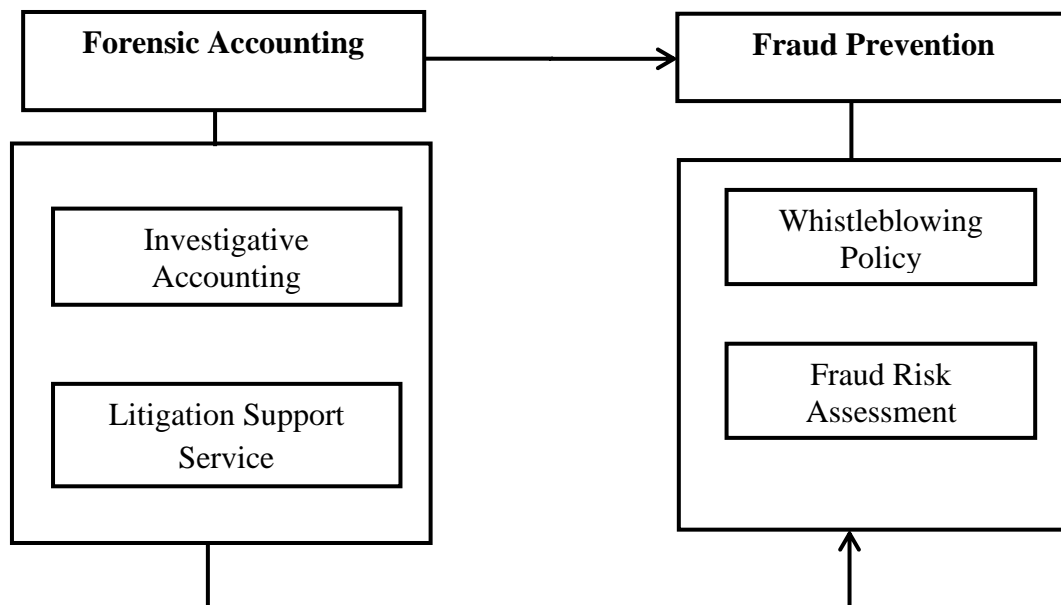 Forensic Accounting
Fraud Prevention
Investigative
Accounting
Litigation Support
Service
Whistleblowing
Policy
Fraud Risk
Assessment